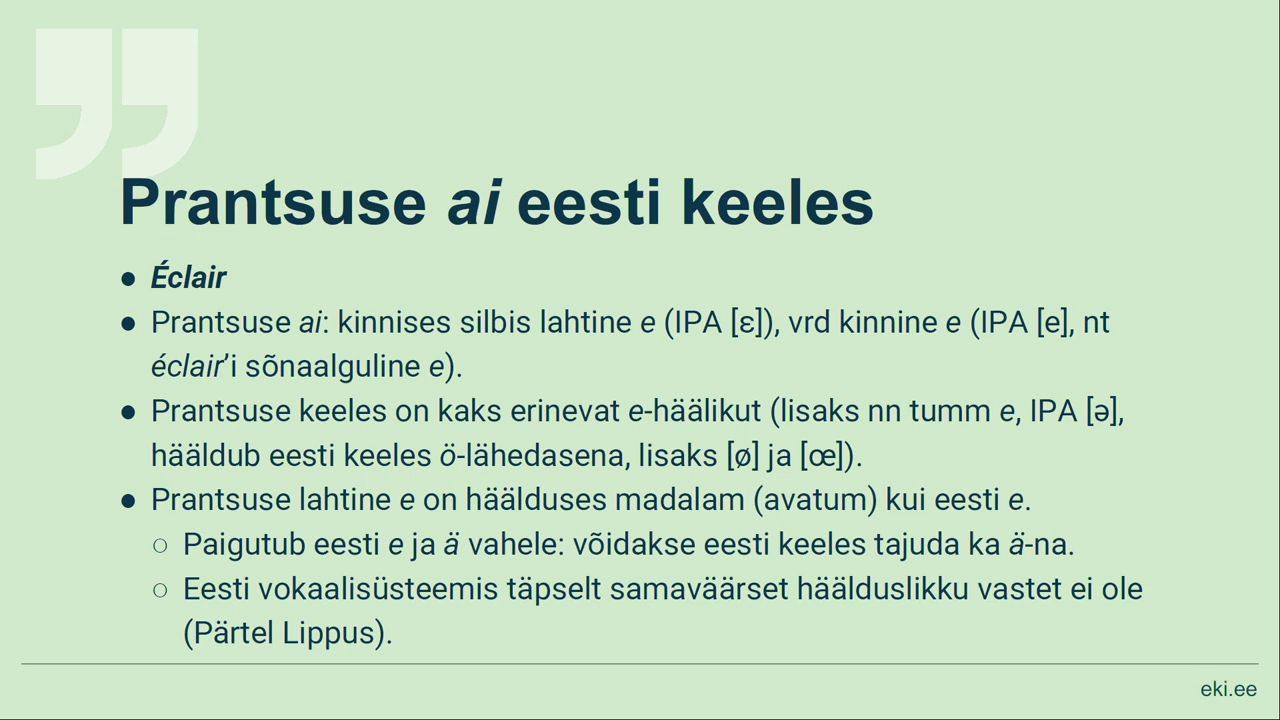 Prantsuse ai eesti keeles
● Éclair
● Prantsuse ai: kinnises silbis lahtine e (IPA [ɛ]), vrd kinnine e (IPA [e], nt
éclair’i sõnaalguline e).
● Prantsuse keeles on kaks erinevat e-häälikut (lisaks nn tumm e, IPA [ə],
hääldub eesti keeles ö-lähedasena, lisaks [ø] ja [œ]).
● Prantsuse lahtine e on häälduses madalam (avatum) kui eesti e.
○ Paigutub eesti e ja ä vahele: võidakse eesti keeles tajuda ka ä-na.
○ Eesti vokaalisüsteemis täpselt samaväärset häälduslikku vastet ei ole
(Pärtel Lippus).
eki.ee